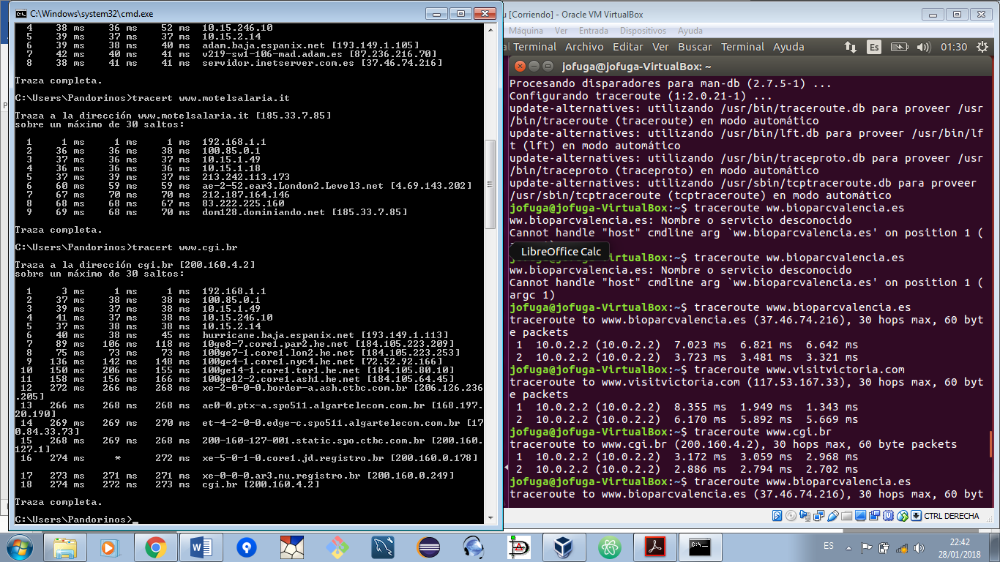 C:\Windows\system32\cmd.exe
4 38 ms 36 ms 52 ms 10.15.246.10
5 39 ms 37 ms 37 ms 10.15.2.14
6 39 ms 38 ms 40 ms adam.baja.espanix.net [193.149.1.105]
7 42 ms 40 ms 41 ms v219-sw1-106-mad.adam.es [87.236.216.70]
8 38 ms 41 ms 41 ms servidor.inetserver.com.es [37.46.74.216]
Traza completa.
C:\Users\Pandorinos>tracert www.motelsalaria.it
Traza a la dirección www.motelsalaria.it [185.33.7.85]
sobre un máximo de 30 saltos:
1 1 ms 1 ms 1 ms 192.168.1.1
2 36 ms 36 ms 38 ms 100.85.0.1
3 37 ms 36 ms 37 ms 10.15.1.49
4 36 ms 36 ms 36 ms 10.15.1.18
5 37 ms 39 ms 37 ms 213.242.113.173
6 60 ms 59 ms 59 ms ae-2-52.ear3.London2.Level3.net [4.69.143.202]
7 67 ms 70 ms 70 ms 212.187.164.146
8 68 ms 68 ms 67 ms 83.222.225.160
9 69 ms 68 ms 70 ms dom128.dominiando.net [185.33.7.85]
Traza completa.
C:\Users\Pandorinos>tracert www.cgi.br
Traza a la dirección cgi.br [200.160.4.2]
sobre un máximo de 30 saltos:
1 3 ms 1 ms 1 ms 192.168.1.1
2 37 ms 38 ms 38 ms 100.85.0.1
3 39 ms 37 ms 38 ms 10.15.1.49
4 41 ms 37 ms 38 ms 10.15.246.10
5 37 ms 38 ms 38 ms 10.15.2.14
6 40 ms 38 ms 45 ms hurricane.baja.espanix.net [193.149.1.113]
7 89 ms 106 ms 118 ms 10ge8-7.core1.par2.he.net [184.105.223.209]
8 75 ms 73 ms 73 ms 100ge7-1.core1.lon2.he.net [184.105.223.253]
9 136 ms 142 ms 148 ms 100ge4-1.core1.nyc4.he.net [72.52.92.166]
10 150 ms 206 ms 155 ms 100ge14-1.core1.tor1.he.net [184.105.80.10]
11 158 ms 156 ms 166 ms 100ge12-2.core1.ash1.he.net [184.105.64.45]
12 272 ms 266 ms 268 ms xe-2-0-0-0.border-a.ash.ctbc.com.br [206.126.236
.205]
13 266 ms 268 ms 268 ms ae0-0.ptx-a.spo511.algartelecom.com.br [168.197.
20.190]
14 269 ms 269 ms 270 ms et-4-2-0-0.edge-c.spo511.algartelecom.com.br [17
0.84.33.73]
15 268 ms 269 ms 268 ms 200-160-127-001.static.spo.ctbc.com.br [200.160.
127.1]
16 274 ms * 272 ms xe-5-0-1-0.core1.jd.registro.br [200.160.0.178]
17 273 ms 271 ms 271 ms xe-0-0-0.ar3.nu.registro.br [200.160.0.249]
18 274 ms 272 ms 273 ms cgi.br [200.160.4.2]
Traza completa.
C:\Users\Pandorinos>_
u [Corriendo] - Oracle VM VirtualBox
Máquina Ver Entrada Dispositivos Ayuda
al Terminal Archivo Editar Ver Buscar Terminal Ayuda Es 01:30
jofuga@jofuga-VirtualBox: ~
Procesando disparadores para man-db (2.7.5-1) ...
Configurando traceroute (1:2.0.21-1) ...
update-alternatives: utilizando /usr/bin/traceroute.db para proveer /usr
/bin/traceroute (traceroute) en modo automático
update-alternatives: utilizando /usr/bin/lft.db para proveer /usr/bin/lf
t (lft) en modo automático
update-alternatives: utilizando /usr/bin/traceproto.db para proveer /usr
/bin/traceproto (traceproto) en modo automático
update-alternatives: utilizando /usr/sbin/tcptraceroute.db para proveer
/usr/sbin/tcptraceroute (tcptraceroute) en modo automático
jofuga@jofuga-VirtualBox:~$ traceroute ww.bioparcvalencia.es
ww.bioparcvalencia.es: Nombre o servicio desconocido
Cannot handle "host" cmdline arg `ww.bioparcvalencia.es' on position 1 (
LibreOffice Calc
rtualBox:~$ traceroute ww.bioparcvalencia.es
ww.bioparcvalencia.es: Nombre o servicio desconocido
Cannot handle "host" cmdline arg `ww.bioparcvalencia.es' on position 1 (
argc 1)
jofuga@jofuga-VirtualBox:~$ traceroute www.bioparcvalencia.es
traceroute to www.bioparcvalencia.es (37.46.74.216), 30 hops max, 60 byt
e packets
1 10.0.2.2 (10.0.2.2) 7.023 ms 6.821 ms 6.642 ms
2 10.0.2.2 (10.0.2.2) 3.723 ms 3.481 ms 3.321 ms
jofuga@jofuga-VirtualBox:~$ traceroute www.visitvictoria.com
traceroute to www.visitvictoria.com (117.53.167.33), 30 hops max, 60 byt
e packets
1 10.0.2.2 (10.0.2.2) 8.355 ms 1.949 ms 1.343 ms
2 10.0.2.2 (10.0.2.2) 6.170 ms 5.892 ms 5.669 ms
jofuga@jofuga-VirtualBox:~$ traceroute www.cgi.br
traceroute to www.cgi.br (200.160.4.2), 30 hops max, 60 byte packets
1 10.0.2.2 (10.0.2.2) 3.172 ms 3.059 ms 2.968 ms
2 10.0.2.2 (10.0.2.2) 2.886 ms 2.794 ms 2.702 ms
jofuga@jofuga-VirtualBox:~$ traceroute www.bioparcvalencia.es
traceroute to www.bioparcvalencia.es (37.46.74.216), 30 hops max, 60 byt
CTRL DERECHA
ES
22:42
28/01/2018